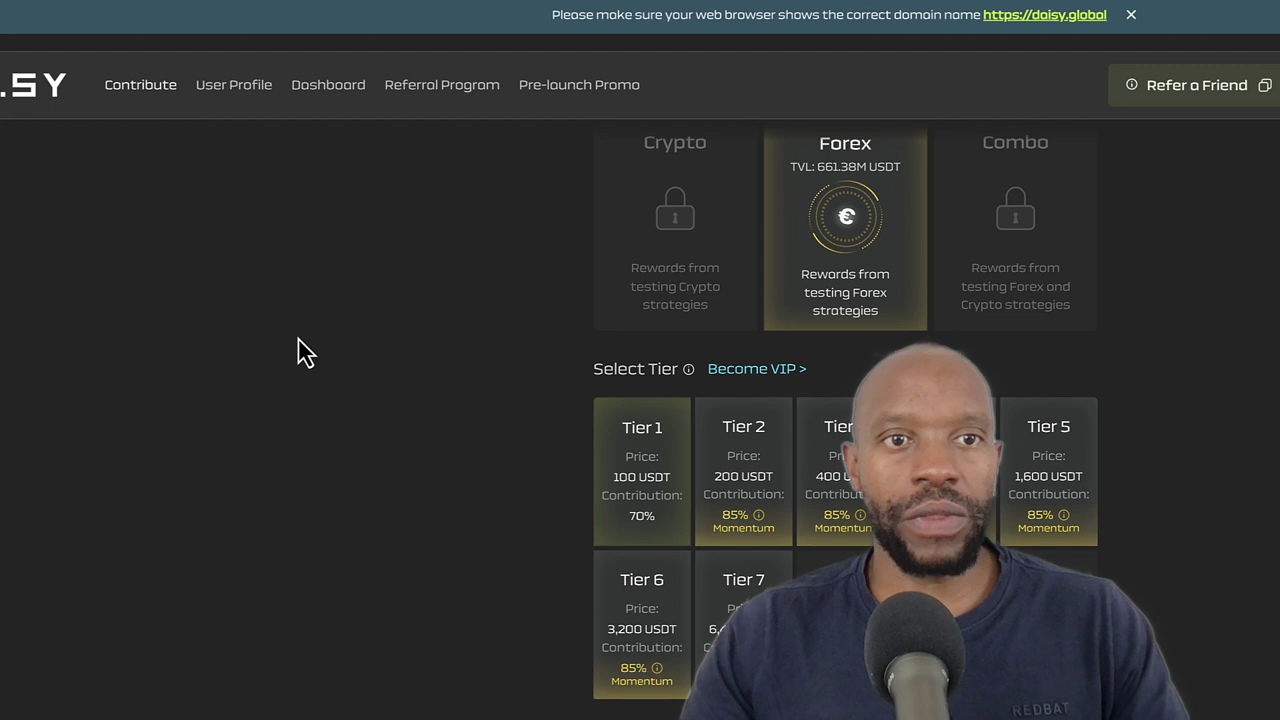 Please make sure your web browser shows the correct domain name https://daisy.global
.SY
Contribute
User Profile
Dashboard
Referral Program
Pre-launch Promo
Refer a Friend
Crypto
Rewards from
testing Crypto
strategies
Forex
TVL: 661.38M USDT
€
Rewards from
testing Forex
strategies
Combo
Rewards from
testing Forex and
Crypto strategies
Select Tier
Become VIP >
Tier 1
Price:
100 USDT
Contribution:
70%
Tier 2
Price:
200 USDT
Contribution:
85%
Momentum
Tier
400
85%
Momentum
Tier 5
Price:
1,600 USDT
Contribution:
85%
Momentum
Tier 6
Price:
3,200 USDT
Contribution:
85%
Momentum
Tier 7
REDBAT